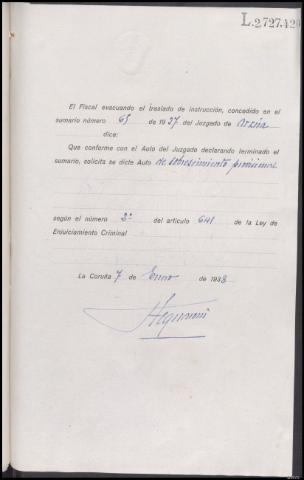 L.2727.429
El Fiscal evacuando el traslado de instrucción, concedido en el
sumario número 65 de 1937 del Juzgado de Arzúa
dice:
Que conforme con el Auto del Juzgado declarando terminado el
sumario, solicita se dicte Auto de sobreseimiento provisional
según el número 2º del artículo 641 de la Ley de
Enjuiciamiento Criminal
La Coruña 7 de Enero de 1938